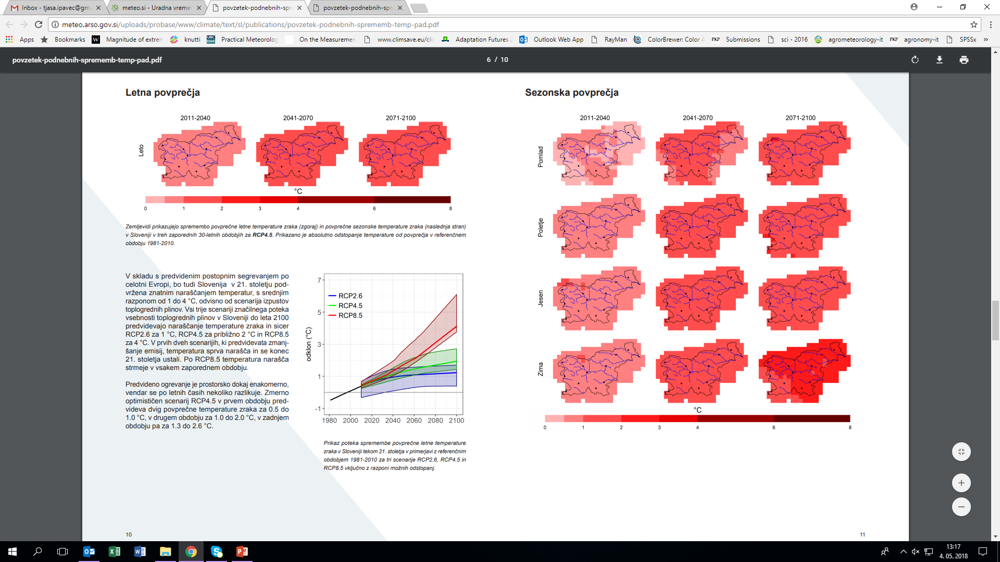 Inbox - tjasa.ipavec@gma
meteo.si - Uradna vreme
povzetek-podnebnih-spre
povzetek-podnebnih-spre
meteo.arso.gov.si/uploads/probase/www/climate/text/sl/publications/povzetek-podnebnih-sprememb-temp-pad.pdf
Apps
Bookmarks
W
Magnitude of extrem
knutti
UBC EOAS
Practical Meteorolog
On the Measuremen
www.climsave.eu/cli
Adaptation Futures 2
Outlook Web App
RayMan
ColorBrewer: Color A
PKP
Submissions
sci - 2016
agrometeorology-it
PKP
agronomy-it
SPSSx
»
povzetek-podnebnih-sprememb-temp-pad.pdf
6 / 10
Letna povprečja
2011-2040
2041-2070
2071-2100
Leto
°C
0 1 2 3 4 6 8
Zemljevidi prikazujejo spremembo povprečne letne temperature zraka (zgoraj) in povprečne sezonske temperature zraka (naslednja stran)
v Sloveniji v treh zaporednih 30-letnih obdobjih za RCP4.5. Prikazano je absolutno odstopanje temperature od povprečja v referenčnem
obdobju 1981-2010.
V skladu s predvidenim postopnim segrevanjem po
celotni Evropi, bo tudi Slovenija v 21. stoletju pod-
vržena znatnim naraščanjem temperatur, s srednjim
razponom od 1 do 4 °C, odvisno od scenarija izpustov
toplogrednih plinov. Vsi trije scenariji značilnega poteka
vsebnosti toplogrednih plinov v Sloveniji do leta 2100
predvidevajo naraščanje temperature zraka in sicer
RCP2.6 za 1 °C, RCP4.5 za približno 2 °C in RCP8.5
za 4 °C. V prvih dveh scenarijih, ki predvidevata zmanj-
šanje emisij, temperatura sprva narašča in se konec
21. stoletja ustali. Po RCP8.5 temperatura narašča
strmeje v vsakem zaporednem obdobju.
Predvideno ogrevanje je prostorsko dokaj enakomerno,
vendar se po letnih časih nekoliko razlikuje. Zmerno
optimističen scenarij RCP4.5 v prvem obdobju pred-
videva dvig povprečne temperature zraka za 0.5 do
1.0 °C, v drugem obdobju za 1.0 do 2.0 °C, v zadnjem
obdobju pa za 1.3 do 2.6 °C.
RCP2.6
RCP4.5
RCP8.5
odklon (°C)
7
5
3
1
-1
1980 2000 2020 2040 2060 2080 2100
Prikaz poteka spremembe povprečne letne temperature
zraka v Sloveniji tekom 21. stoletja v primerjavi z referenčnim
obdobjem 1981-2010 za tri scenarije RCP2.6, RCP4.5 in
RCP8.5 vključno z razponi možnih odstopanj.
10
Sezonska povprečja
2011-2040
2041-2070
2071-2100
Pomlad
Poletje
Jesen
Zima
°C
0 1 2 3 4 6 8
11
13:17
4. 05. 2018